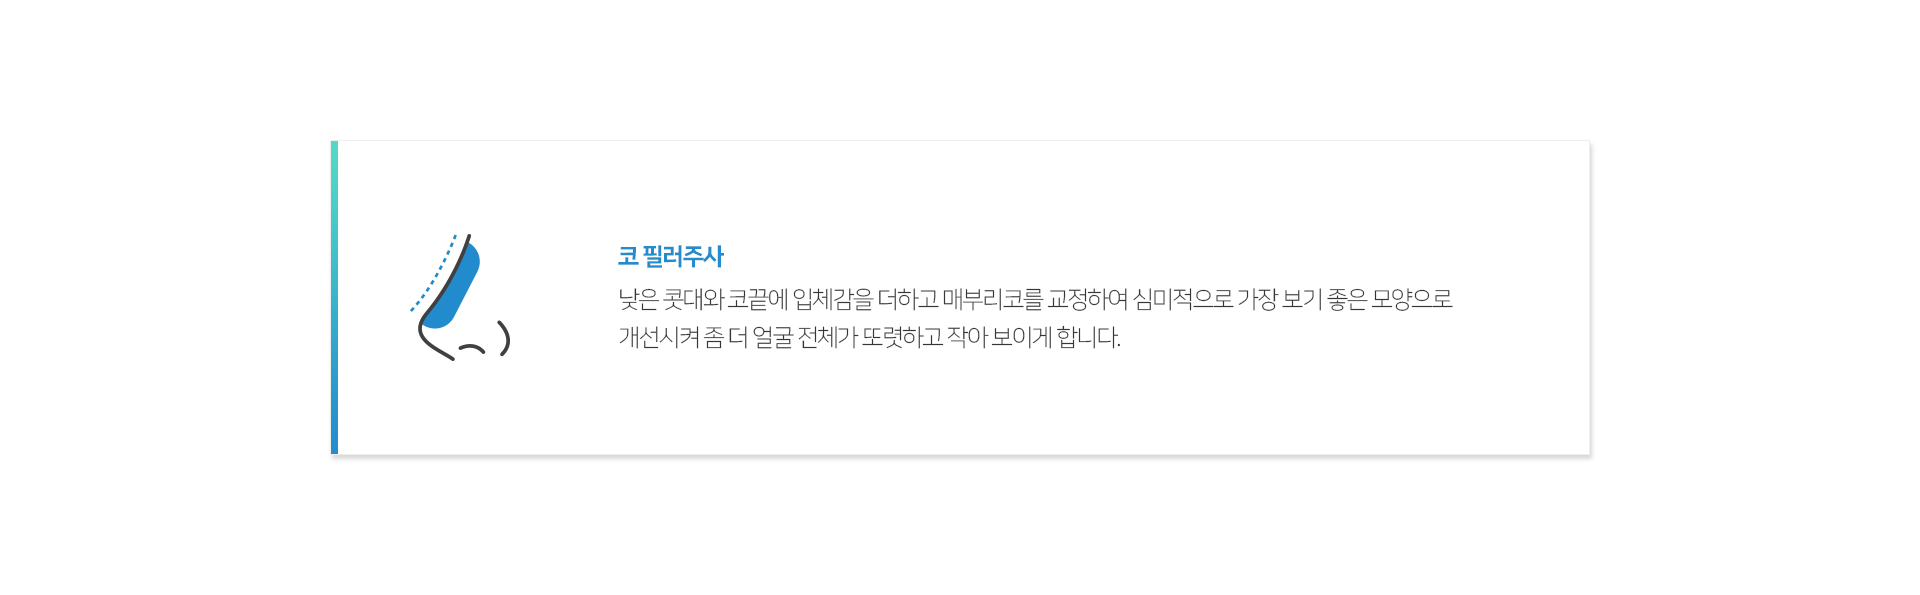 코 필러주사
낮은 콧대와 코끝에 입체감을 더하고 매부리코를 교정하여 심미적으로 가장 보기 좋은 모양으로
개선시켜 좀 더 얼굴 전체가 또렷하고 작아 보이게 합니다.